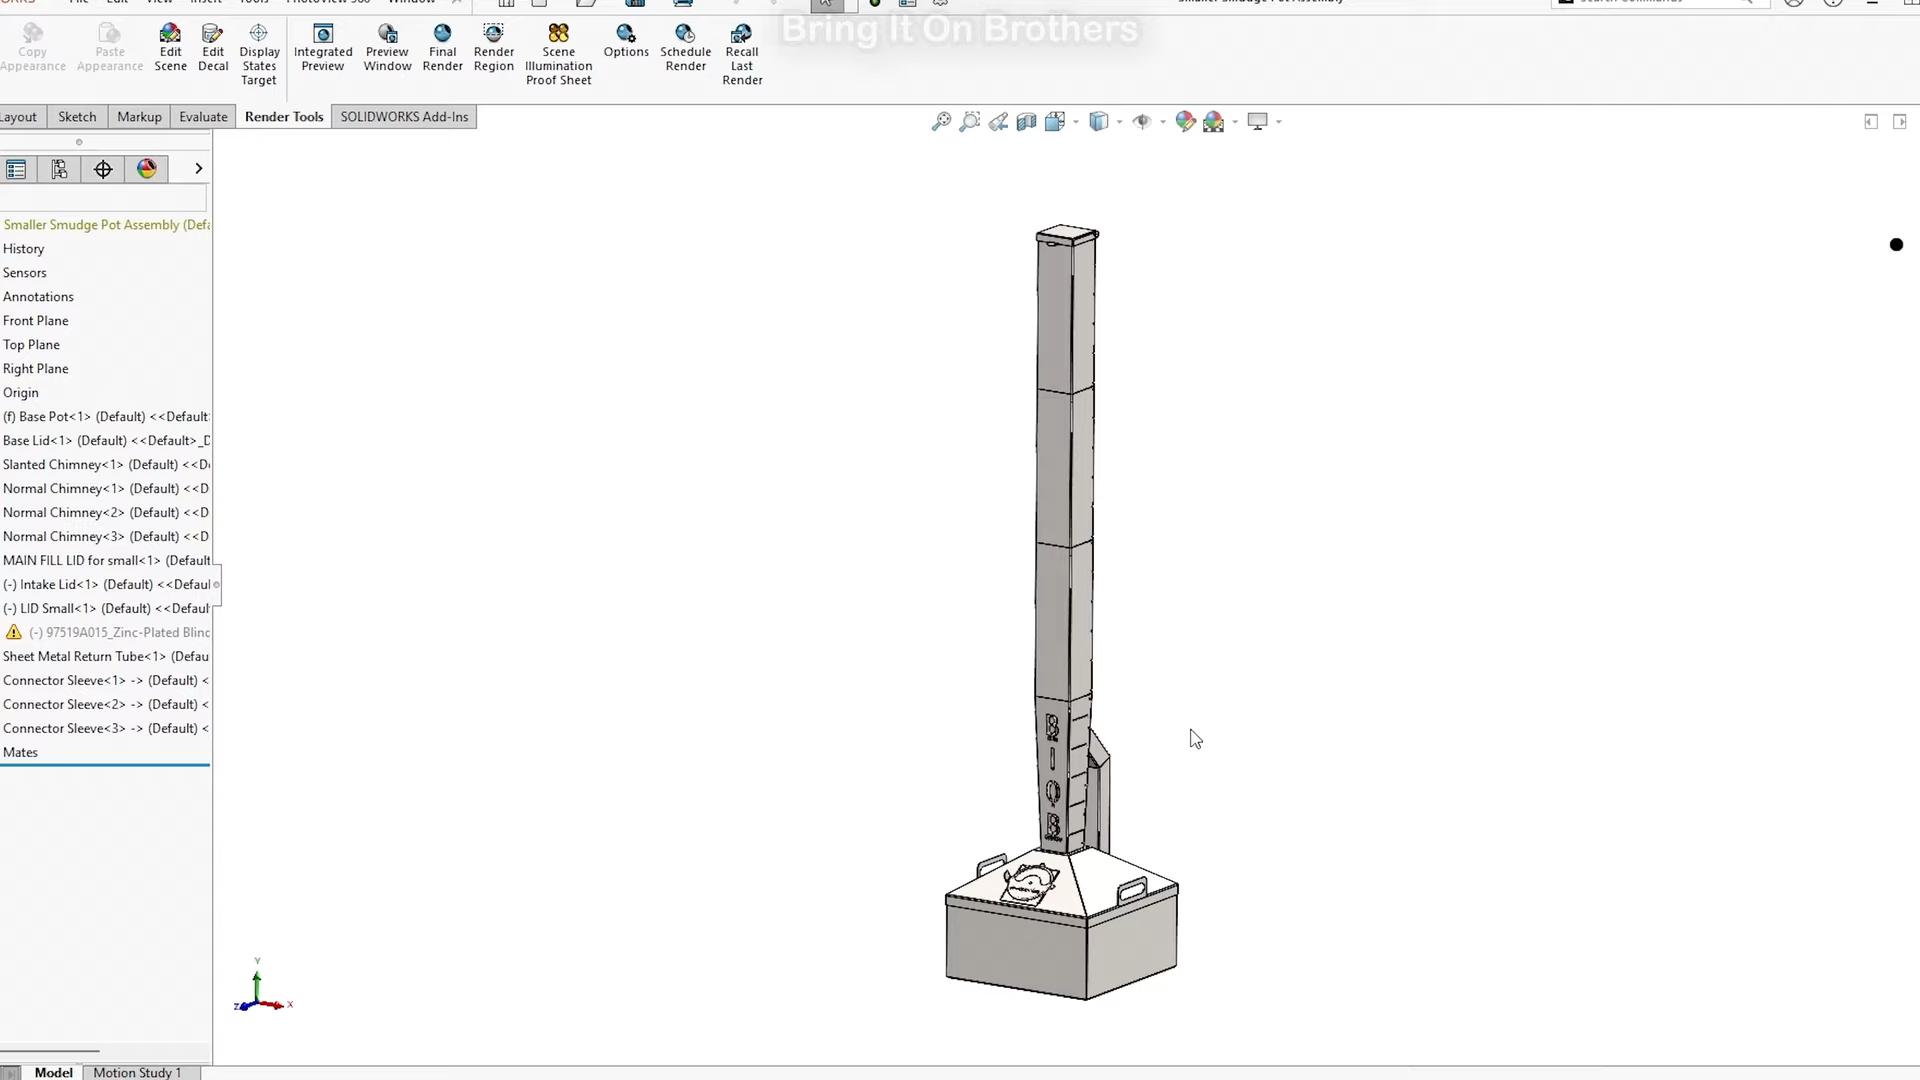 Bring It On Brothers
Copy Appearance
Paste Appearance
Edit Scene
Edit Decal
Display States Target
Integrated Preview
Preview Window
Final Render
Render Region
Scene Illumination Proof Sheet
Options
Schedule Render
Recall Last Render
Layout
Sketch
Markup
Evaluate
Render Tools
SOLIDWORKS Add-Ins
Smaller Smudge Pot Assembly (Defa
History
Sensors
Annotations
Front Plane
Top Plane
Right Plane
Origin
(f) Base Pot<1> (Default) <<Default>
Base Lid<1> (Default) <<Default>_D
Slanted Chimney<1> (Default) <<D
Normal Chimney<1> (Default) <<D
Normal Chimney<2> (Default) <<D
Normal Chimney<3> (Default) <<D
MAIN FILL LID for small<1> (Default
(-) Intake Lid<1> (Default) <<Defaul
(-) LID Small<1> (Default) <<Defaul
(-) 97519A015_Zinc-Plated Blind
Sheet Metal Return Tube<1> (Defau
Connector Sleeve<1> -> (Default) <
Connector Sleeve<2> -> (Default) <
Connector Sleeve<3> -> (Default) <
Mates
B
I
O
B
Y
Z
X
Model
Motion Study 1